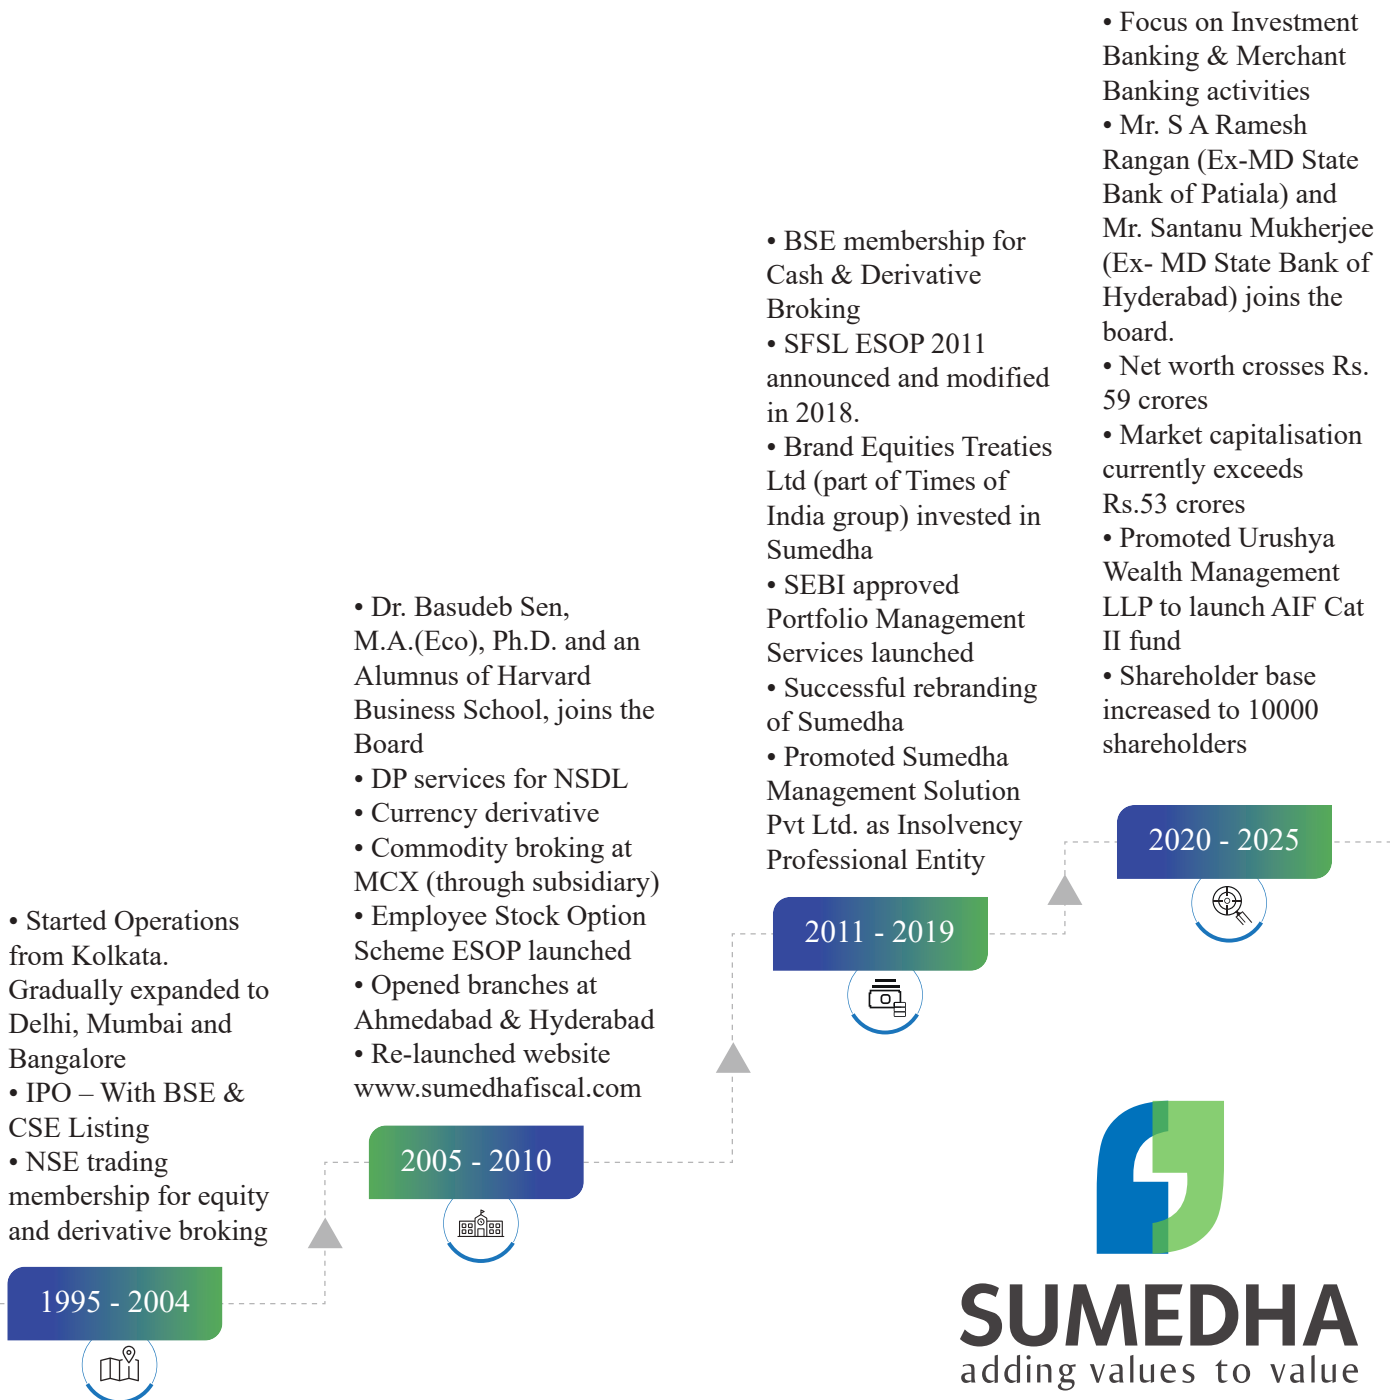 • Started Operations
from Kolkata.
Gradually expanded to
Delhi, Mumbai and
Bangalore
• IPO – With BSE &
CSE Listing
• NSE trading
membership for equity
and derivative broking
1995 - 2004
• Dr. Basudeb Sen,
M.A.(Eco), Ph.D. and an
Alumnus of Harvard
Business School, joins the
Board
• DP services for NSDL
• Currency derivative
• Commodity broking at
MCX (through subsidiary)
• Employee Stock Option
Scheme ESOP launched
• Opened branches at
Ahmedabad & Hyderabad
• Re-launched website
www.sumedhafiscal.com
2005 - 2010
• BSE membership for
Cash & Derivative
Broking
• SFSL ESOP 2011
announced and modified
in 2018.
• Brand Equities Treaties
Ltd (part of Times of
India group) invested in
Sumedha
• SEBI approved
Portfolio Management
Services launched
• Successful rebranding
of Sumedha
• Promoted Sumedha
Management Solution
Pvt Ltd. as Insolvency
Professional Entity
2011 - 2019
• Focus on Investment
Banking & Merchant
Banking activities
• Mr. S A Ramesh
Rangan (Ex-MD State
Bank of Patiala) and
Mr. Santanu Mukherjee
(Ex- MD State Bank of
Hyderabad) joins the
board.
• Net worth crosses Rs.
59 crores
• Market capitalisation
currently exceeds
Rs.53 crores
• Promoted Urushya
Wealth Management
LLP to launch AIF Cat
II fund
• Shareholder base
increased to 10000
shareholders
2020 - 2025
SUMEDHA
adding values to value